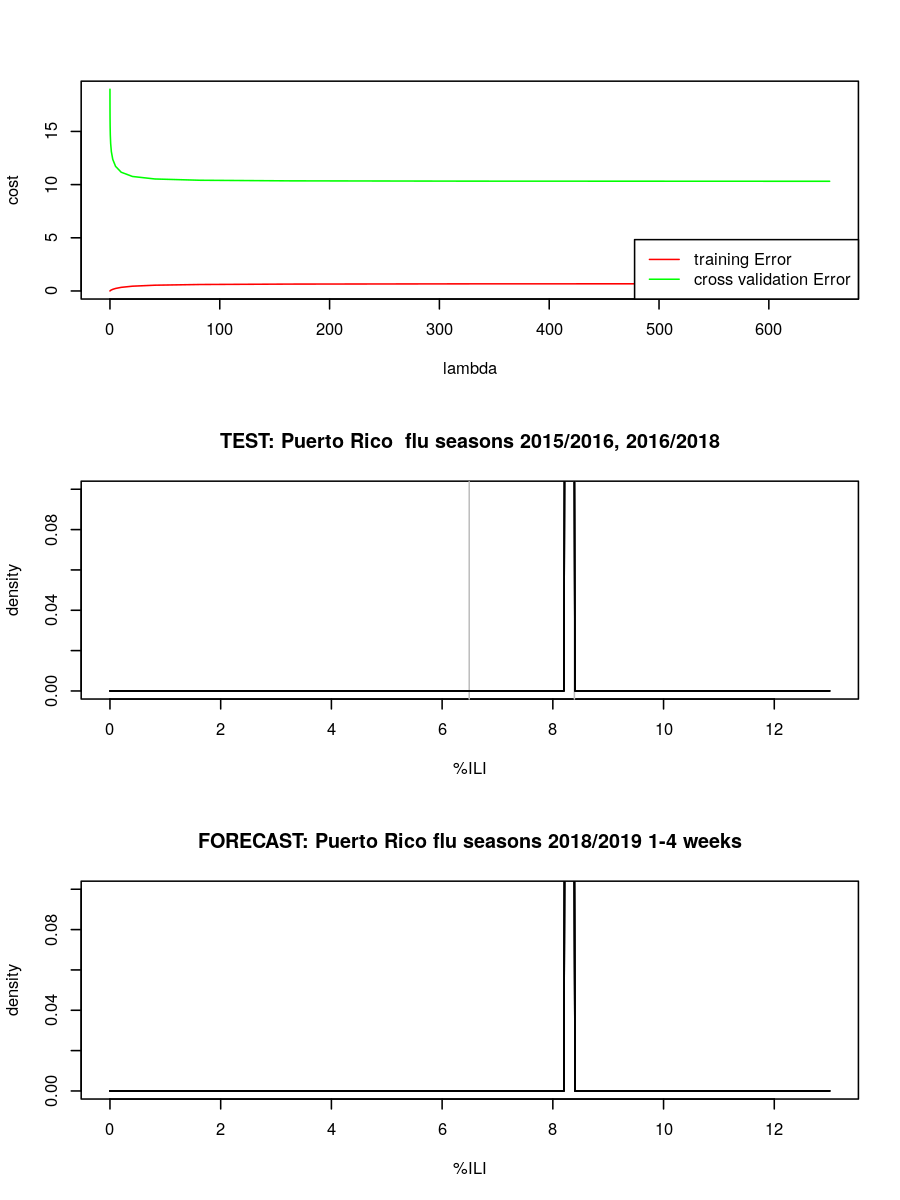 15
10
5
0
cost
training Error
cross validation Error
0 100 200 300 400 500 600
lambda
TEST: Puerto Rico  flu seasons 2015/2016, 2016/2018
0.08
0.04
0.00
density
0 2 4 6 8 10 12
%ILI
FORECAST: Puerto Rico flu seasons 2018/2019 1-4 weeks
0.08
0.04
0.00
density
0 2 4 6 8 10 12
%ILI